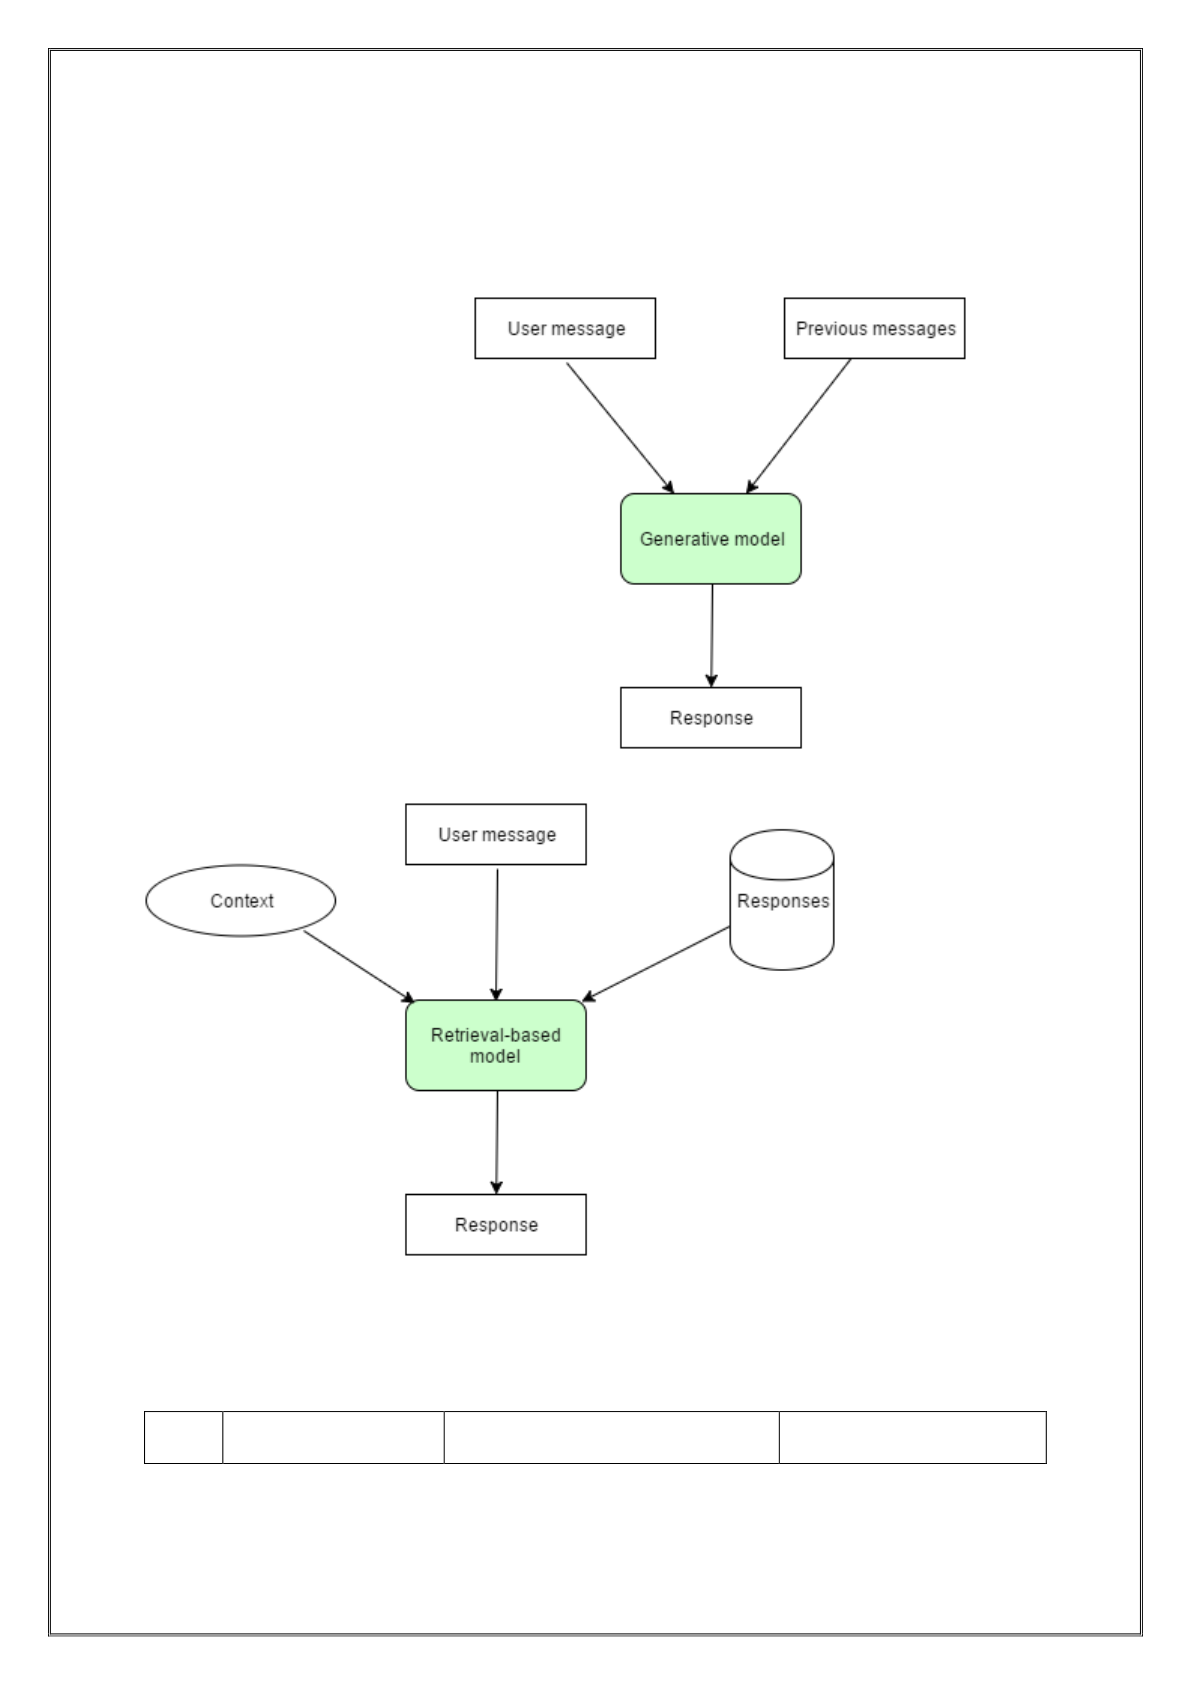 User message
Previous messages
Generative model
Response
User message
Context
Responses
Retrieval-based
model
Response